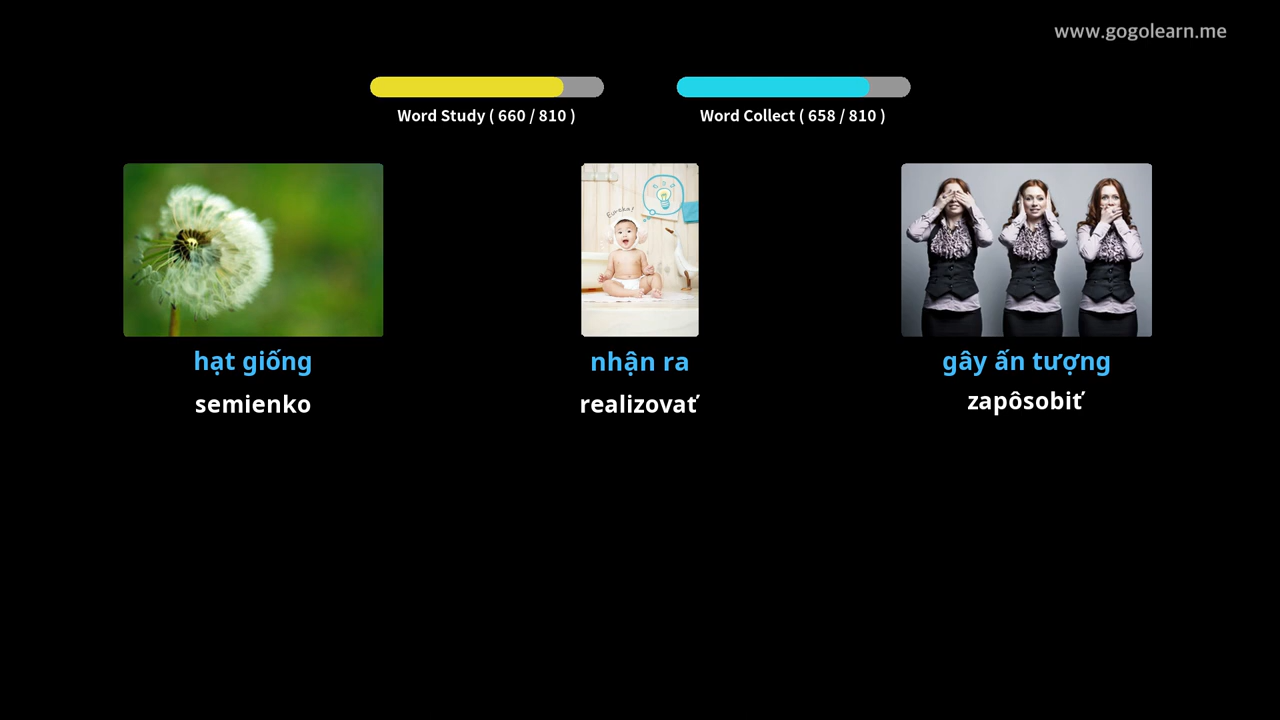 www.gogolearn.me
Word Study ( 660 / 810 )
Word Collect ( 658 / 810 )
Eureka!
hạt giống
nhận ra
gây ấn tượng
semienko
realizovať
zapôsobiť